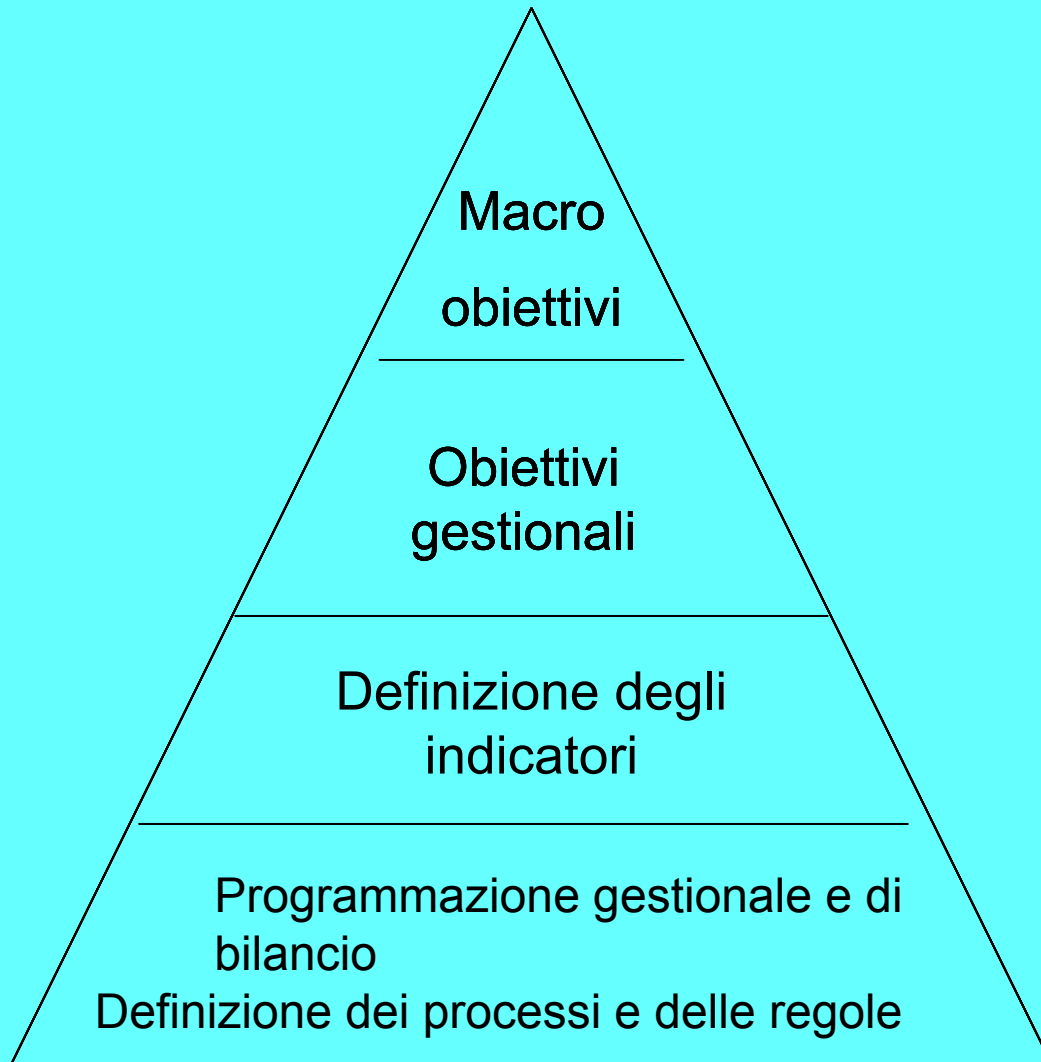 Macro
obiettivi
Obiettivi
gestionali
Definizione degli
indicatori
Programmazione gestionale e di
bilancio
Definizione dei processi e delle regole